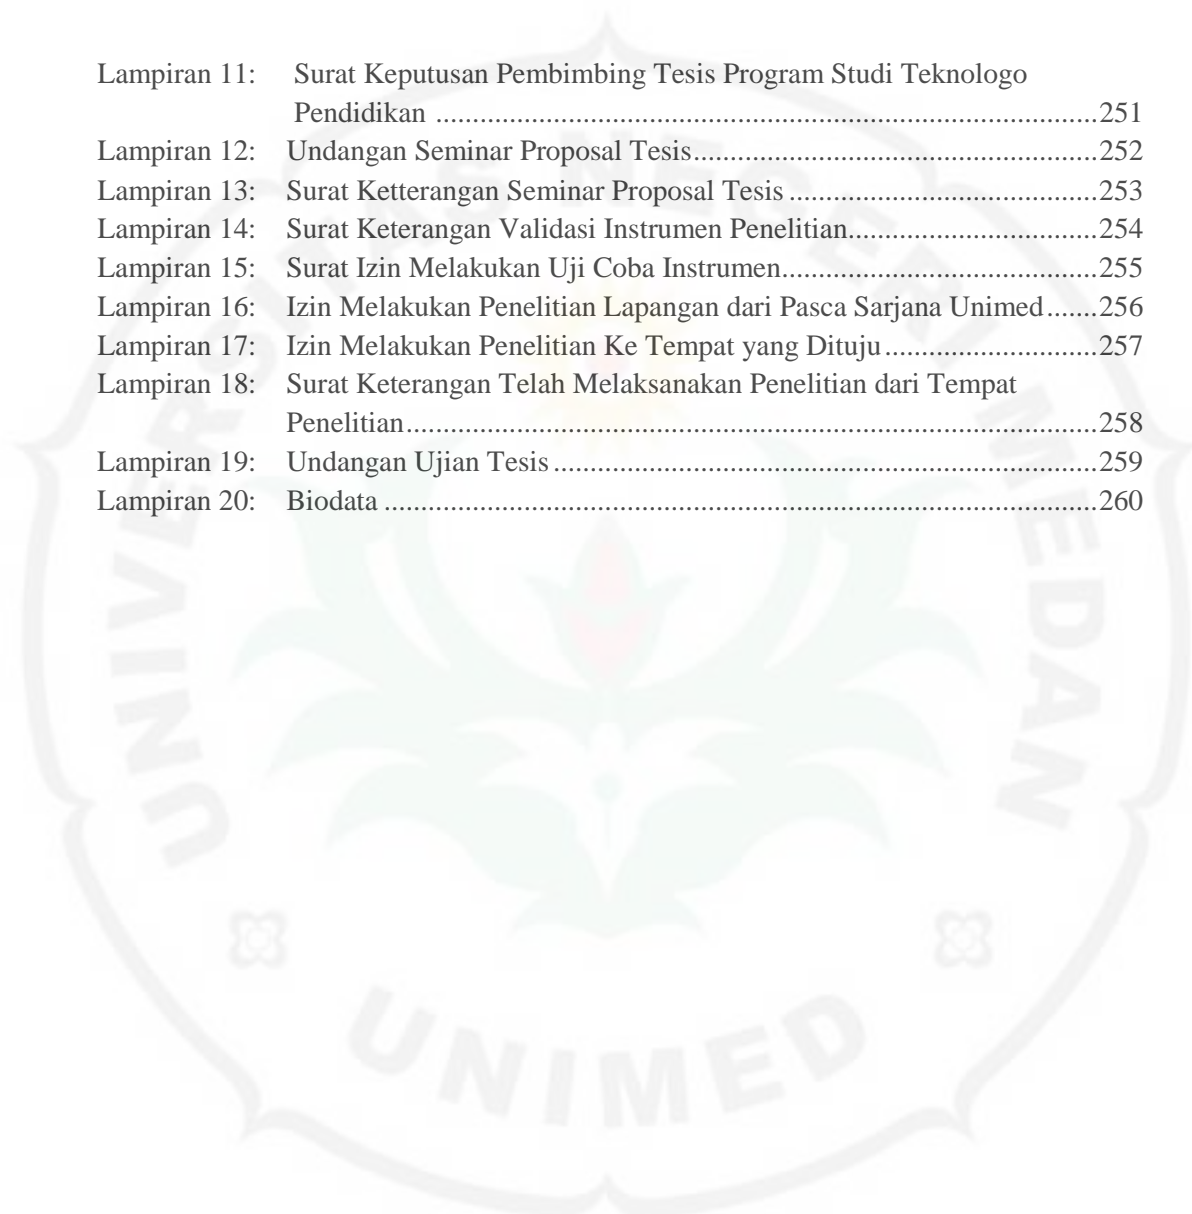 Lampiran 11: Surat Keputusan Pembimbing Tesis Program Studi Teknologo
Pendidikan ........................................................................................251
Lampiran 12: Undangan Seminar Proposal Tesis......................................................252
Lampiran 13: Surat Ketterangan Seminar Proposal Tesis .........................................253
Lampiran 14: Surat Keterangan Validasi Instrumen Penelitian.................................254
Lampiran 15: Surat Izin Melakukan Uji Coba Instrumen..........................................255
Lampiran 16: Izin Melakukan Penelitian Lapangan dari Pasca Sarjana Unimed.......256
Lampiran 17: Izin Melakukan Penelitian Ke Tempat yang Dituju ............................257
Lampiran 18: Surat Keterangan Telah Melaksanakan Penelitian dari Tempat
Penelitian............................................................................................258
Lampiran 19: Undangan Ujian Tesis .........................................................................259
Lampiran 20: Biodata ...............................................................................................260
UNIVERSITAS NEGERI MEDAN
UNIMED